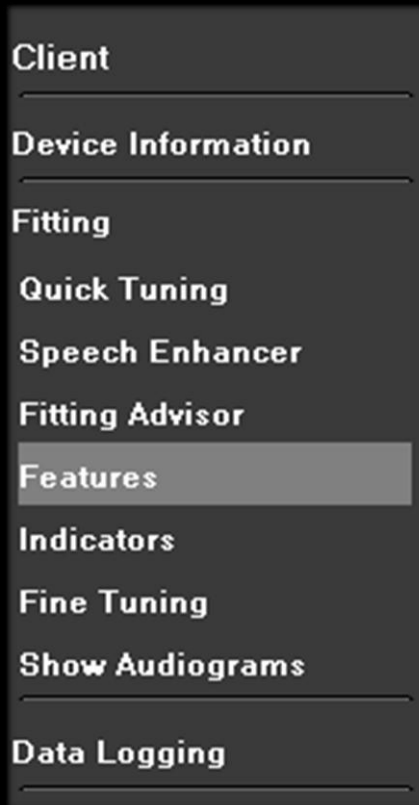 Client
Device Information
Fitting
Quick Tuning
Speech Enhancer
Fitting Advisor
Features
Indicators
Fine Tuning
Show Audiograms
Data Logging